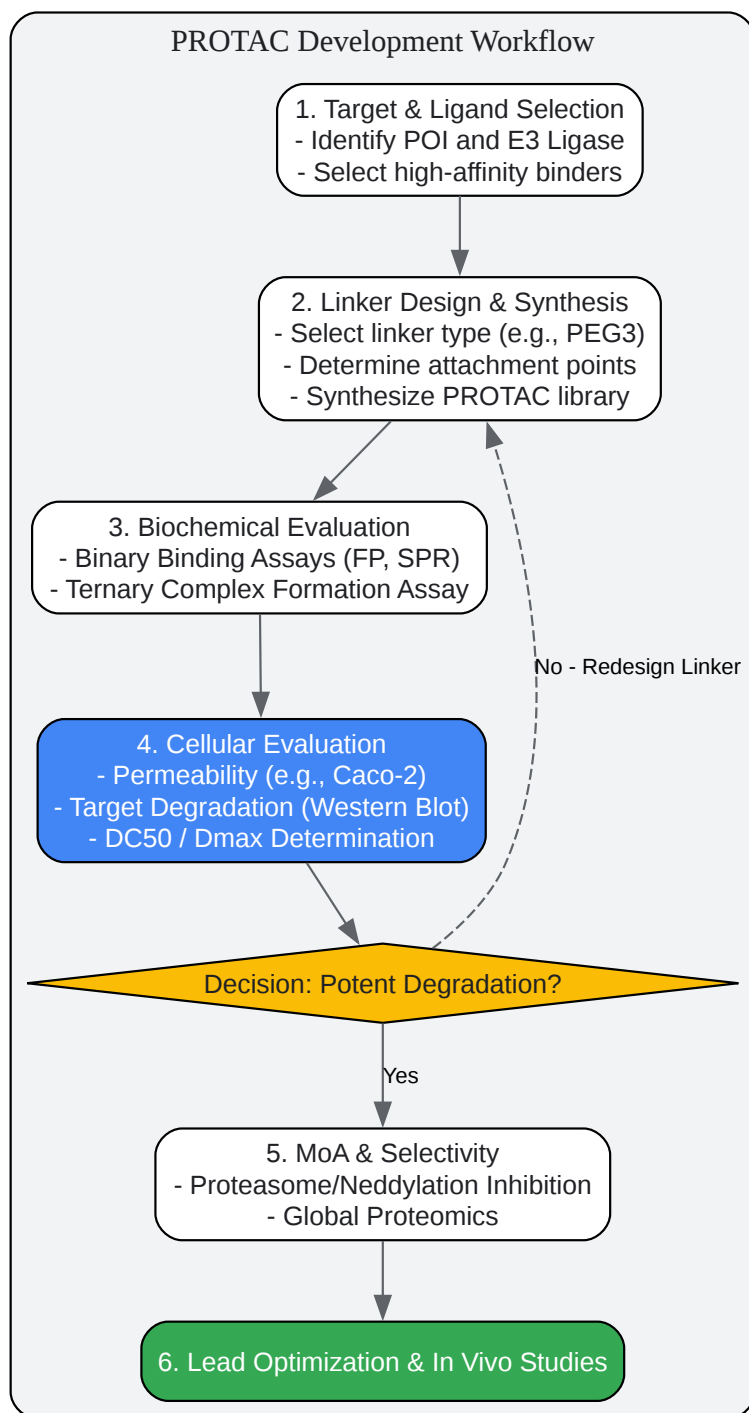 PROTAC Development Workflow
1. Target & Ligand Selection
- Identify POI and E3 Ligase
- Select high-affinity binders
2. Linker Design & Synthesis
- Select linker type (e.g., PEG3)
- Determine attachment points
- Synthesize PROTAC library
3. Biochemical Evaluation
- Binary Binding Assays (FP, SPR)
- Ternary Complex Formation Assay
No - Redesign Linker
4. Cellular Evaluation
- Permeability (e.g., Caco-2)
- Target Degradation (Western Blot)
- DC50 / Dmax Determination
Decision: Potent Degradation?
Yes
5. MoA & Selectivity
- Proteasome/Neddylation Inhibition
- Global Proteomics
6. Lead Optimization & In Vivo Studies